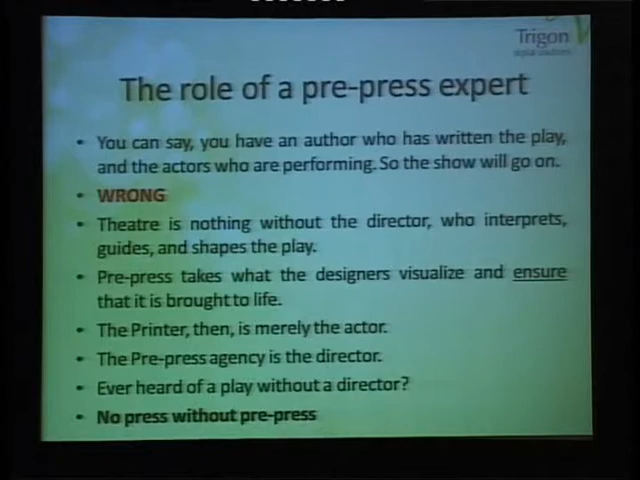 Trigon
The role of a pre-press expert
• You can say, you have an author who has written the play,
and the actors who are performing. So the show will go on.
• WRONG
• Theatre is nothing without the director, who interprets,
guides, and shapes the play.
• Pre-press takes what the designers visualize and ensure
that it is brought to life.
• The Printer, then, is merely the actor.
• The Pre-press agency is the director.
• Ever heard of a play without a director?
• No press without pre-press